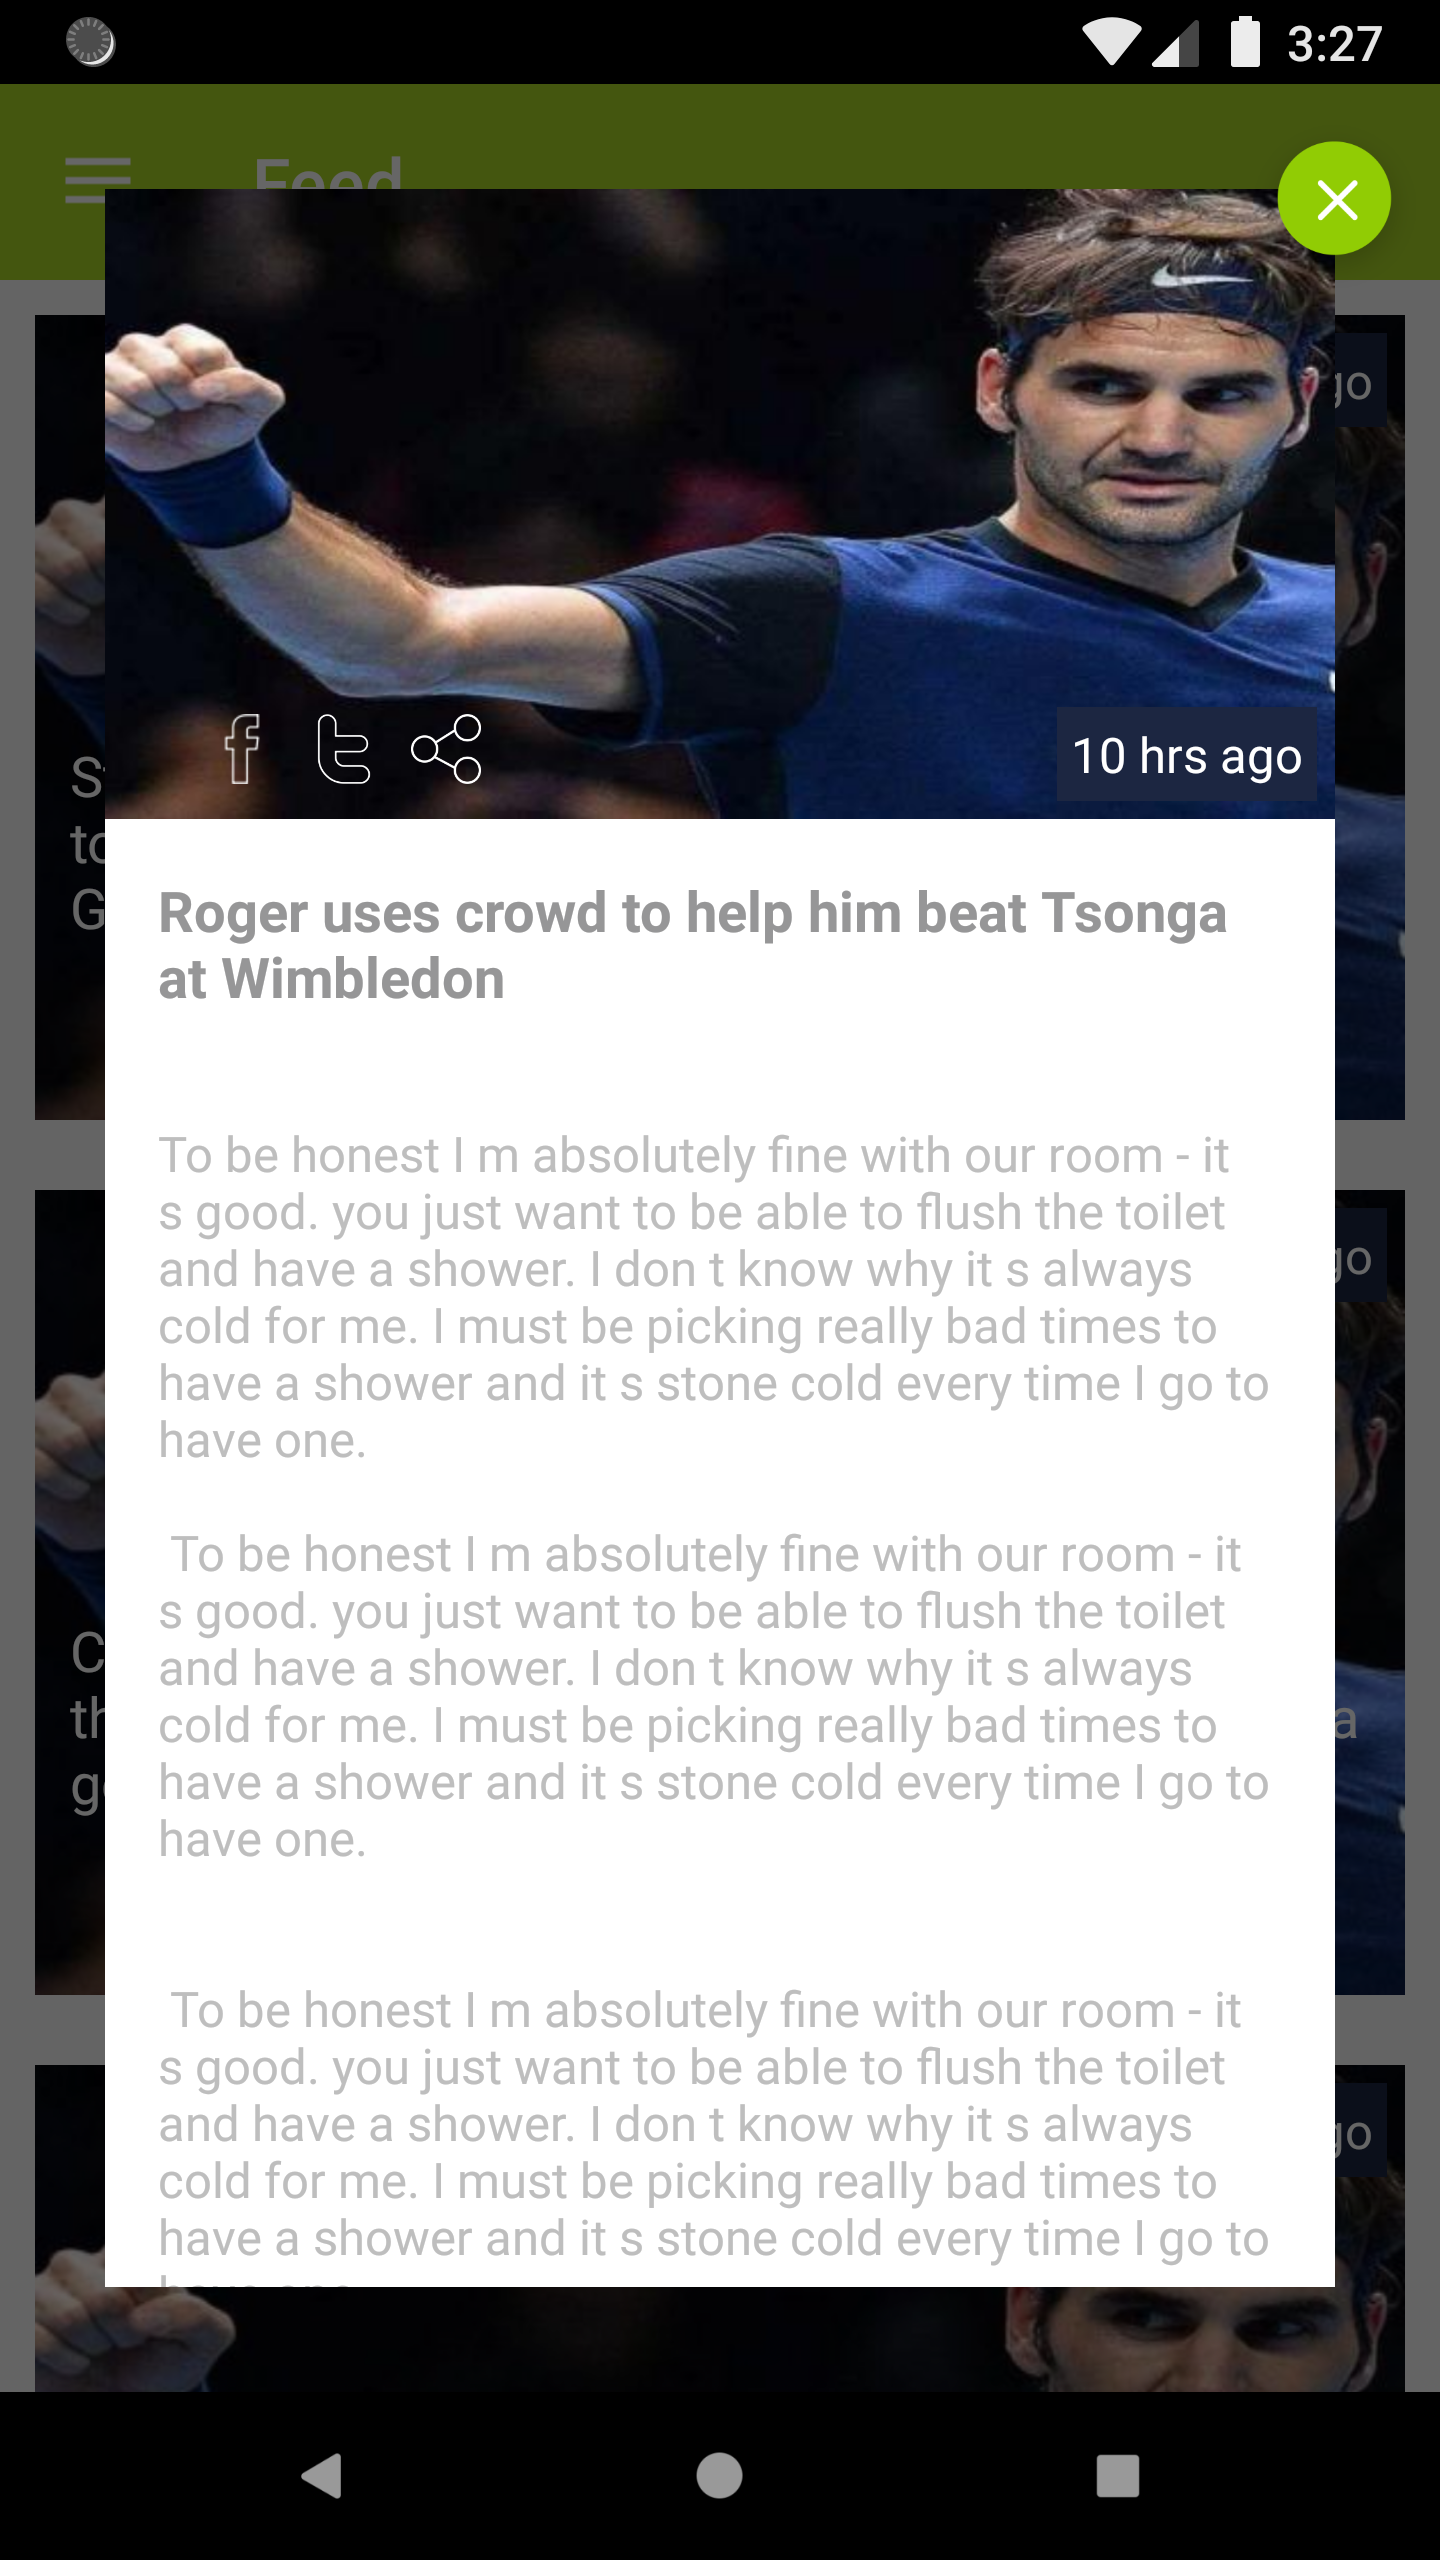 3:27
Feed
go
10 hrs ago
Roger uses crowd to help him beat Tsonga
at Wimbledon
To be honest I m absolutely fine with our room - it
s good. you just want to be able to flush the toilet
and have a shower. I don t know why it s always
cold for me. I must be picking really bad times to
have a shower and it s stone cold every time I go to
have one.
To be honest I m absolutely fine with our room - it
s good. you just want to be able to flush the toilet
and have a shower. I don t know why it s always
cold for me. I must be picking really bad times to
have a shower and it s stone cold every time I go to
have one.
To be honest I m absolutely fine with our room - it
s good. you just want to be able to flush the toilet
and have a shower. I don t know why it s always
cold for me. I must be picking really bad times to
have a shower and it s stone cold every time I go to
go
a
go